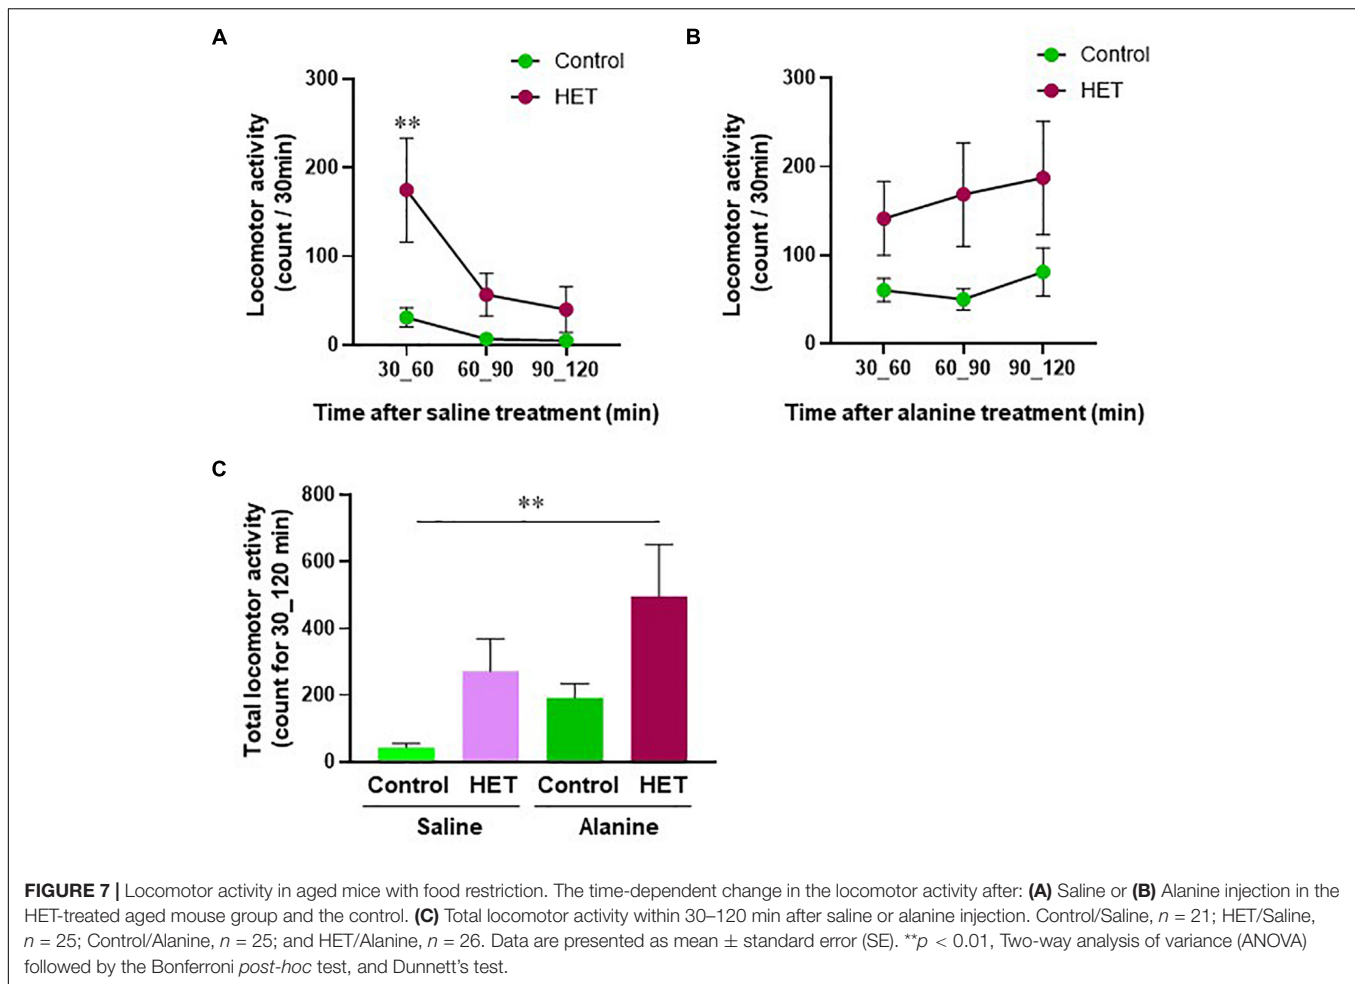 A
Control
HET
300
200
100
0
**
Locomotor activity
(count / 30min)
30_60 60_90 90_120
Time after saline treatment (min)
B
Control
HET
300
200
100
0
Locomotor activity
(count / 30min)
30_60 60_90 90_120
Time after alanine treatment (min)
C
800
600
400
200
0
**
Total locomotor activity
(count for 30_120 min)
Control HET Control HET
Saline Alanine
FIGURE 7 | Locomotor activity in aged mice with food restriction. The time-dependent change in the locomotor activity after: (A) Saline or (B) Alanine injection in the
HET-treated aged mouse group and the control. (C) Total locomotor activity within 30–120 min after saline or alanine injection. Control/Saline, n = 21; HET/Saline,
n = 25; Control/Alanine, n = 25; and HET/Alanine, n = 26. Data are presented as mean ± standard error (SE). **p < 0.01, Two-way analysis of variance (ANOVA)
followed by the Bonferroni post-hoc test, and Dunnett's test.